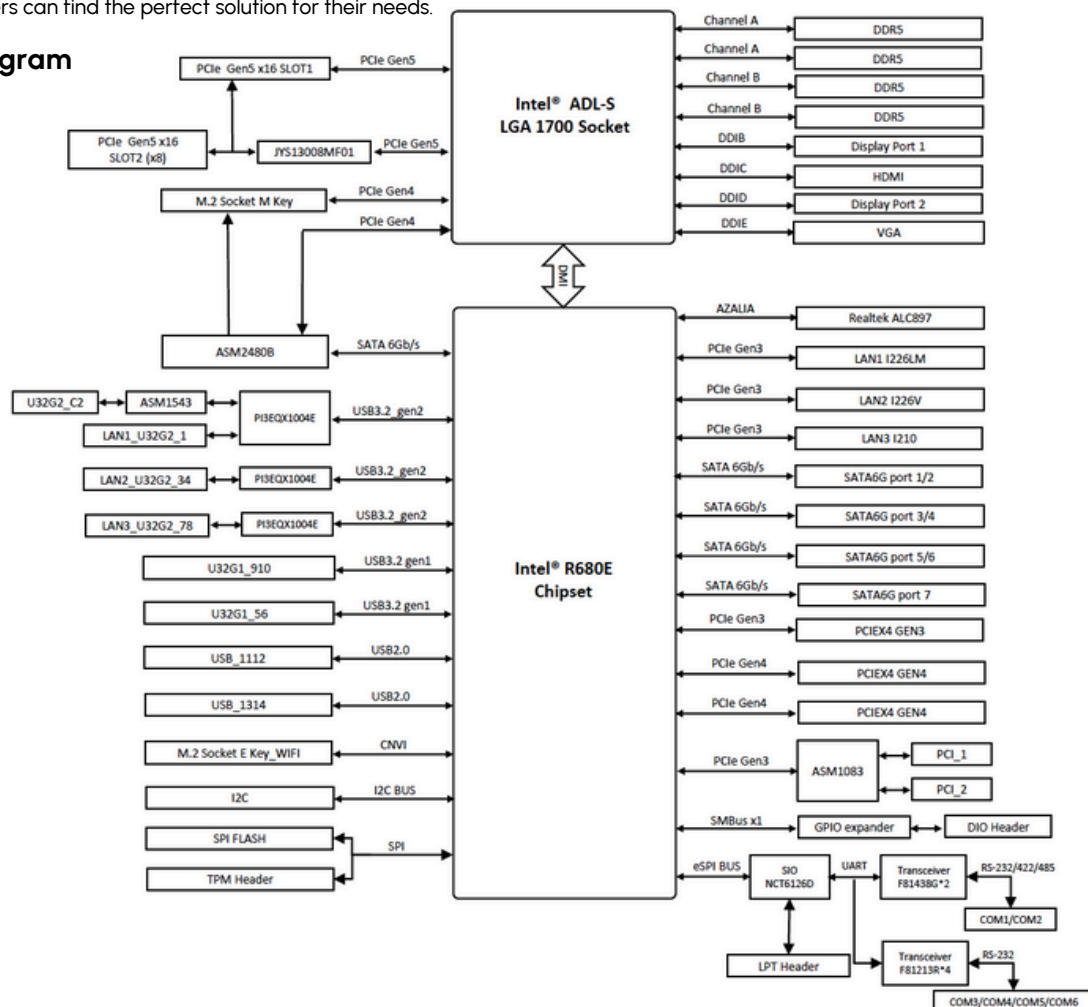 ers can find the perfect solution for their needs.
gram
Intel® ADL-S
LGA 1700 Socket
PCIe Gen5 x16 SLOT1
PCIe Gen5
PCIe Gen5 x16
SLOT2 (x8)
JYS13008MF01
PCIe Gen5
M.2 Socket M Key
PCIe Gen4
PCIe Gen4
Channel A
DDR5
Channel A
DDR5
Channel B
DDR5
Channel B
DDR5
DDIB
Display Port 1
DDIC
HDMI
DDID
Display Port 2
DDIE
VGA
DMI
Intel® R680E
Chipset
ASM2480B
SATA 6Gb/s
U32G2_C2
ASM1543
PI3EQX1004E
USB3.2_gen2
LAN1_U32G2_1
LAN2_U32G2_34
PI3EQX1004E
USB3.2_gen2
LAN3_U32G2_78
PI3EQX1004E
USB3.2_gen2
U32G1_910
USB3.2 gen1
U32G1_56
USB3.2 gen1
USB_1112
USB2.0
USB_1314
USB2.0
M.2 Socket E Key_WIFI
CNVI
I2C
I2C BUS
SPI FLASH
SPI
TPM Header
AZALIA
Realtek ALC897
PCIe Gen3
LAN1 I226LM
PCIe Gen3
LAN2 I226V
PCIe Gen3
LAN3 I210
SATA 6Gb/s
SATA6G port 1/2
SATA 6Gb/s
SATA6G port 3/4
SATA 6Gb/s
SATA6G port 5/6
SATA 6Gb/s
SATA6G port 7
PCIe Gen3
PCIEX4 GEN3
PCIe Gen4
PCIEX4 GEN4
PCIe Gen4
PCIEX4 GEN4
PCIe Gen3
ASM1083
PCI_1
PCI_2
SMBus x1
GPIO expander
DIO Header
eSPI BUS
SIO
NCT6126D
UART
Transceiver
F81438G*2
RS-232/422/485
COM1/COM2
LPT Header
Transceiver
F81213R*4
RS-232
COM3/COM4/COM5/COM6